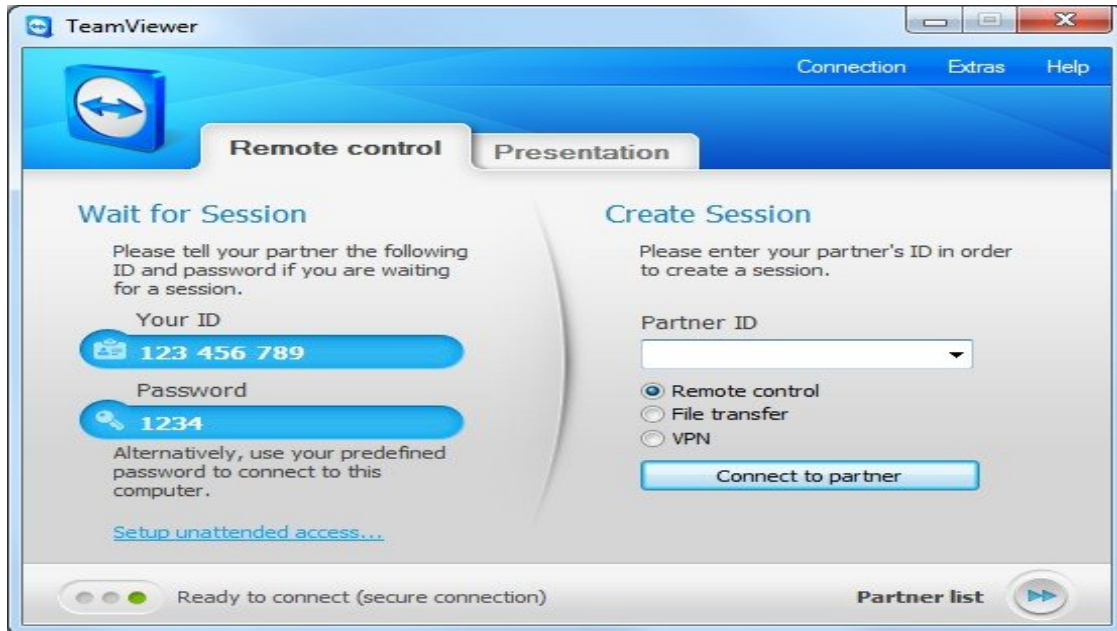 TeamViewer
Connection Extras Help
Remote control Presentation
Wait for Session
Please tell your partner the following
ID and password if you are waiting
for a session.
Your ID
123 456 789
Password
1234
Alternatively, use your predefined
password to connect to this
computer.
Setup unattended access...
Create Session
Please enter your partner's ID in order
to create a session.
Partner ID
Remote control
File transfer
VPN
Connect to partner
Ready to connect (secure connection)
Partner list